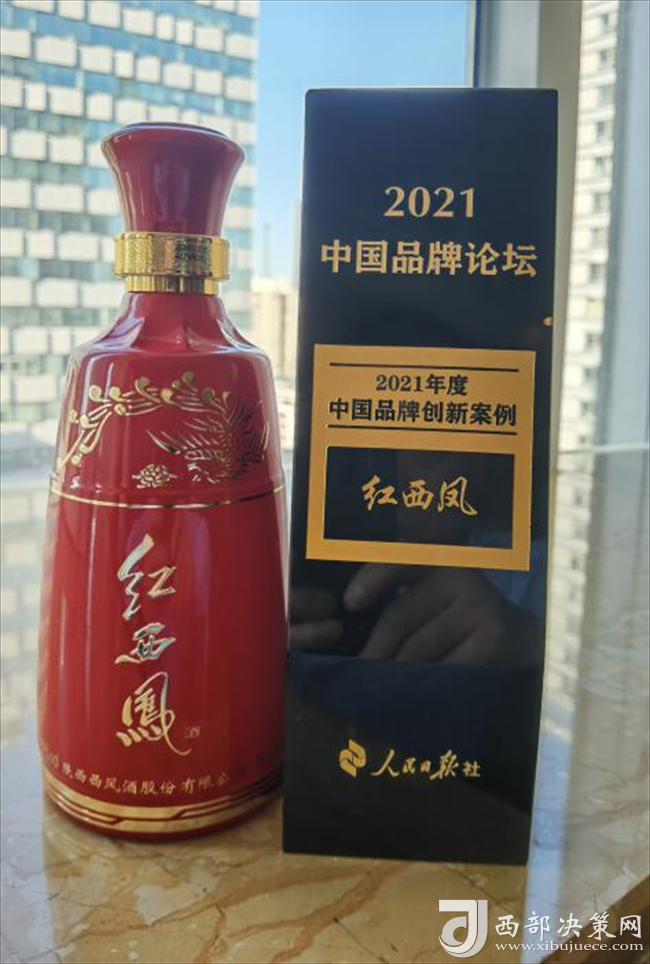 红西鳳
酒
陕西西凤酒股份有限公司
2021
中国品牌论坛
2021年度
中国品牌创新案例
红西凤
人民日报社
西部决策网
www.xibujuece.com